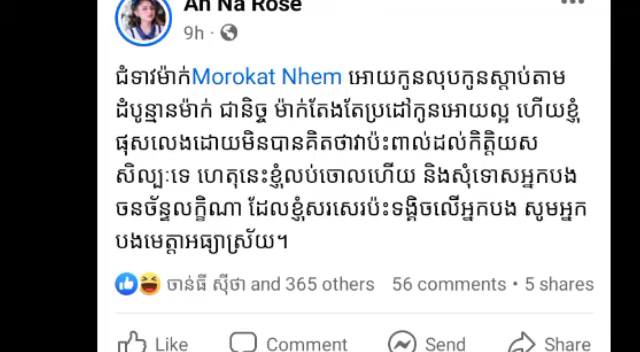 An Na Rose
9h ·
ជំទាវម៉ាក់Morokat Nhem អោយកូនលុបកូនស្តាប់តាម
ដំបូន្មានម៉ាក់ ជានិច្ច ម៉ាក់តែងតែប្រដៅកូនអោយល្អ ហើយខ្ញុំ
ផុសលេងដោយមិនបានគិតថាវាប៉ះពាល់ដល់កិត្តិយស
សិល្បៈទេ ហេតុនេះខ្ញុំលប់ចោលហើយ និងសុំទោសអ្នកបង
ចនច័ន្ទលក្ខិណា ដែលខ្ញុំសរសេរប៉ះទង្គិចលើអ្នកបង សូមអ្នក
បងមេត្តាអធ្យាស្រ័យ។
ចាន់ធី ស៊ីថា and 365 others 56 comments • 5 shares
Like Comment Send Share